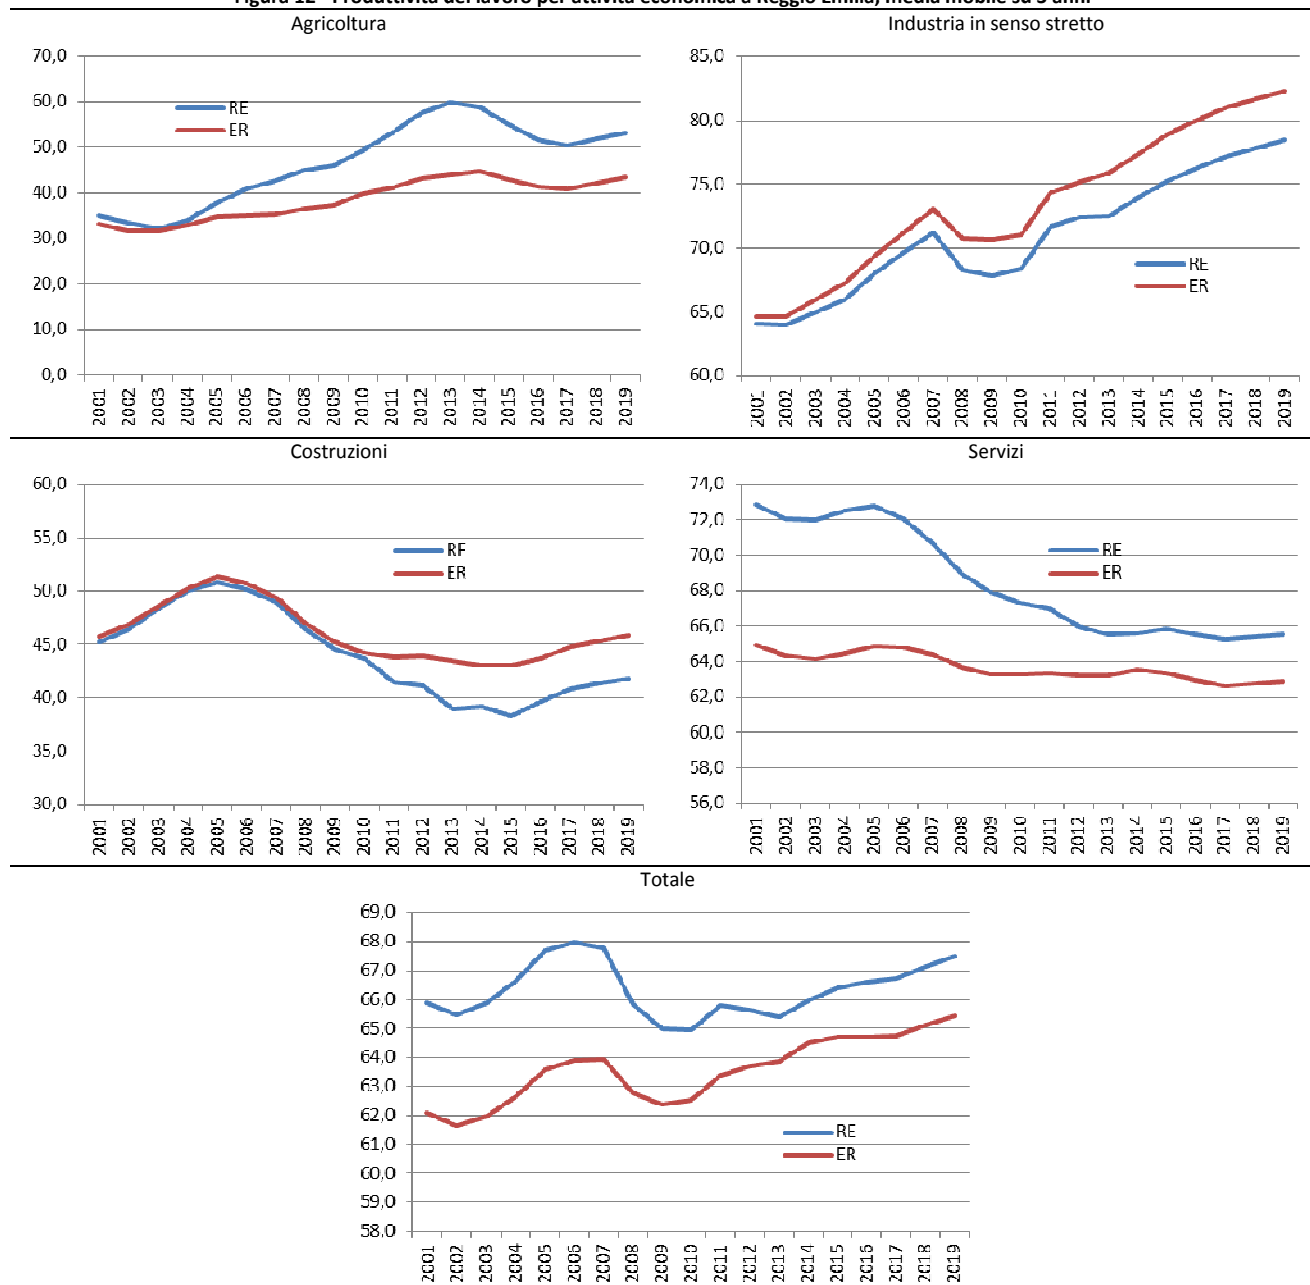 Figura 12 - Produttività del lavoro per attività economica a Reggio Emilia, media mobile su 3 anni
Agricoltura
70,0
60,0
50,0
40,0
30,0
20,0
10,0
0,0
RE
ER
2001 2002 2003 2004 2005 2006 2007 2008 2009 2010 2011 2012 2013 2014 2015 2016 2017 2018 2019
Industria in senso stretto
85,0
80,0
75,0
70,0
65,0
60,0
RE
ER
2001 2002 2003 2004 2005 2006 2007 2008 2009 2010 2011 2012 2013 2014 2015 2016 2017 2018 2019
Costruzioni
60,0
55,0
50,0
45,0
40,0
35,0
30,0
RE
ER
2001 2002 2003 2004 2005 2006 2007 2008 2009 2010 2011 2012 2013 2014 2015 2016 2017 2018 2019
Servizi
74,0
72,0
70,0
68,0
66,0
64,0
62,0
60,0
58,0
56,0
RE
ER
2001 2002 2003 2004 2005 2006 2007 2008 2009 2010 2011 2012 2013 2014 2015 2016 2017 2018 2019
Totale
69,0
68,0
67,0
66,0
65,0
64,0
63,0
62,0
61,0
60,0
59,0
58,0
RE
ER
2001 2002 2003 2004 2005 2006 2007 2008 2009 2010 2011 2012 2013 2014 2015 2016 2017 2018 2019